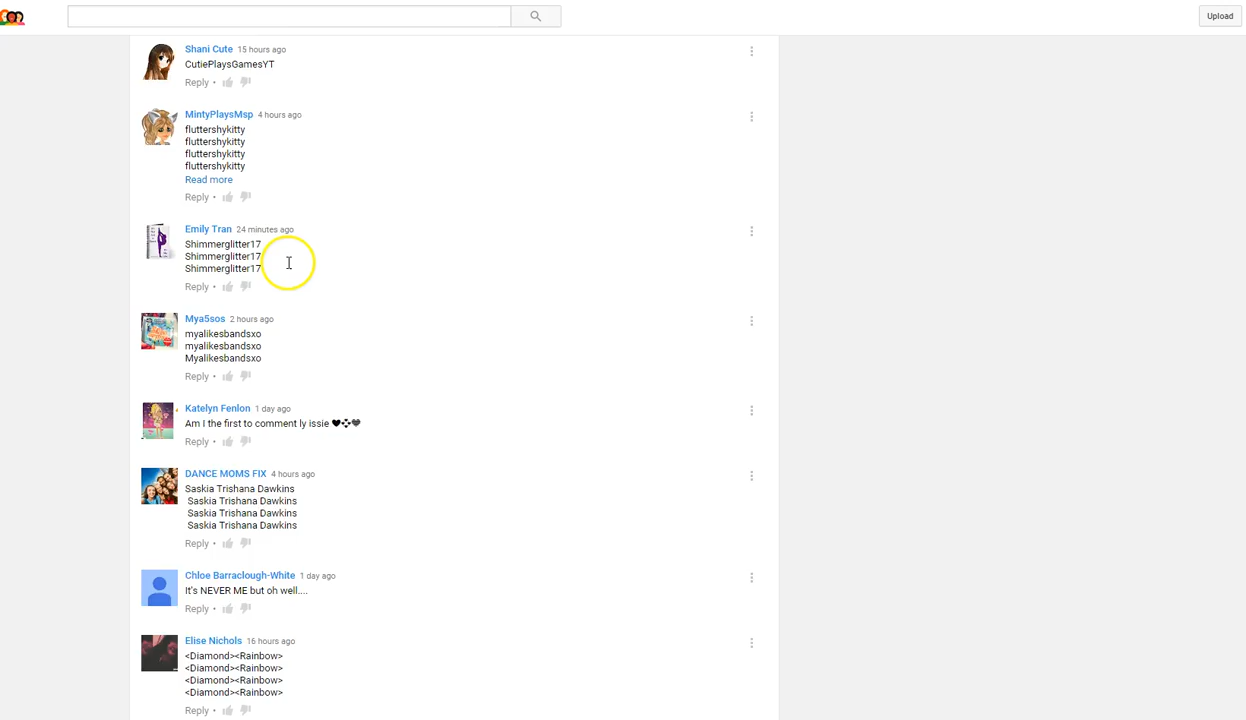 Upload
Shani Cute 15 hours ago
CutiePlaysGamesYT
Reply •
MintyPlaysMsp 4 hours ago
fluttershykitty
fluttershykitty
fluttershykitty
fluttershykitty
Read more
Reply •
Emily Tran 24 minutes ago
Shimmerglitter17
Shimmerglitter17
Shimmerglitter17
Reply •
Mya5sos 2 hours ago
myalikesbandsxo
myalikesbandsxo
Myalikesbandsxo
Reply •
Katelyn Fenlon 1 day ago
Am I the first to comment ly issie
Reply •
DANCE MOMS FIX 4 hours ago
Saskia Trishana Dawkins
Saskia Trishana Dawkins
Saskia Trishana Dawkins
Saskia Trishana Dawkins
Reply •
Chloe Barraclough-White 1 day ago
It's NEVER ME but oh well....
Reply •
Elise Nichols 16 hours ago
<Diamond><Rainbow>
<Diamond><Rainbow>
<Diamond><Rainbow>
<Diamond><Rainbow>
Reply •